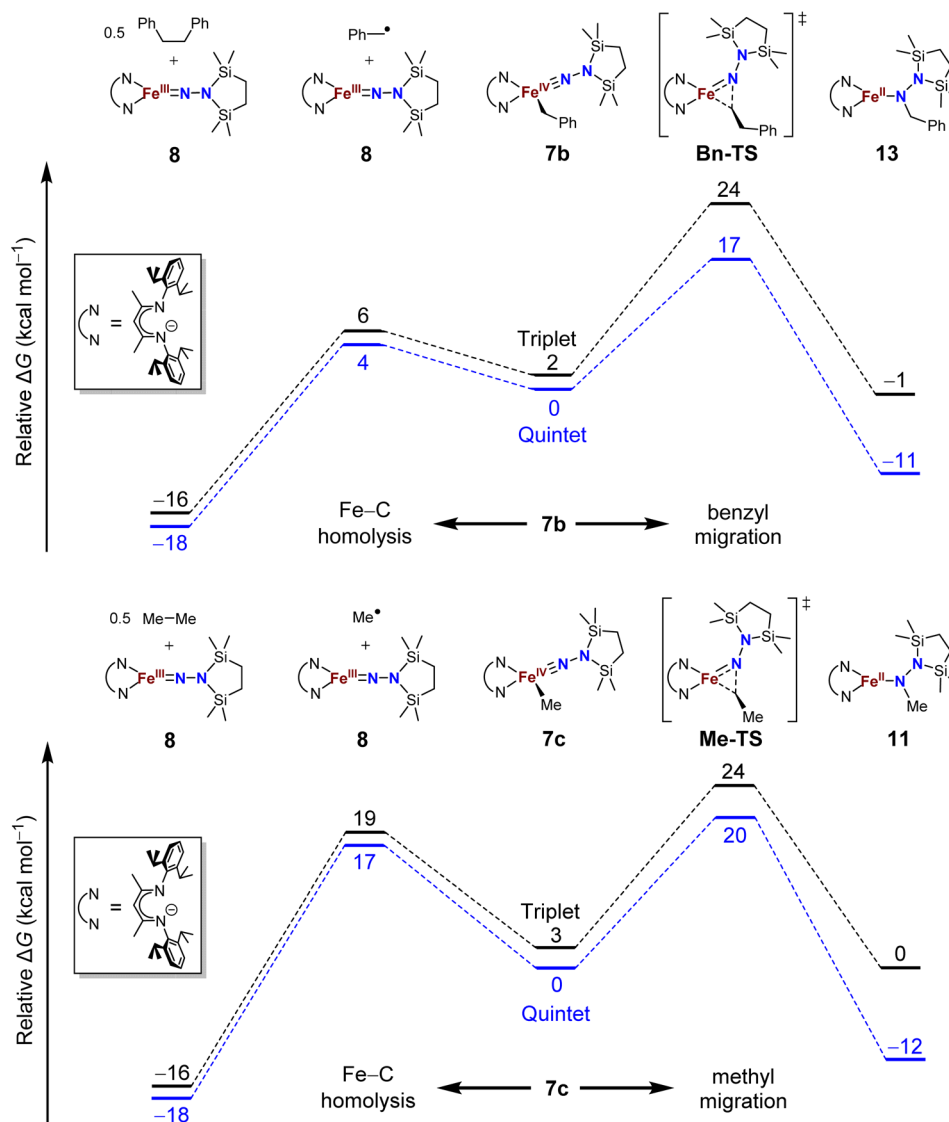 0.5 Ph Ph
+
N N Fe^III=N–N Si Si
8
Ph •
+
N N Fe^III=N–N Si Si
8
N N Fe^IV≡N–N Si Si
Ph
7b
Si N Si ‡
N N Fe N
Ph
Bn-TS
Si N Si
N N Fe^II–N
Ph
13
Relative ΔG (kcal mol−1)
N N = N N ⊖
24
17
6
4
Triplet
2
0
Quintet
−1
−11
−16
−18
Fe–C
homolysis
7b
benzyl
migration
0.5 Me–Me
+
N N Fe^III=N–N Si Si
8
Me•
+
N N Fe^III=N–N Si Si
8
N N Fe^IV≡N–N Si Si
Me
7c
Si N Si ‡
N N Fe N
Me
Me-TS
Si N Si
N N Fe^II–N
Me
11
Relative ΔG (kcal mol−1)
N N = N N ⊖
24
20
19
17
Triplet
3
0
Quintet
0
−12
−16
−18
Fe–C
homolysis
7c
methyl
migration